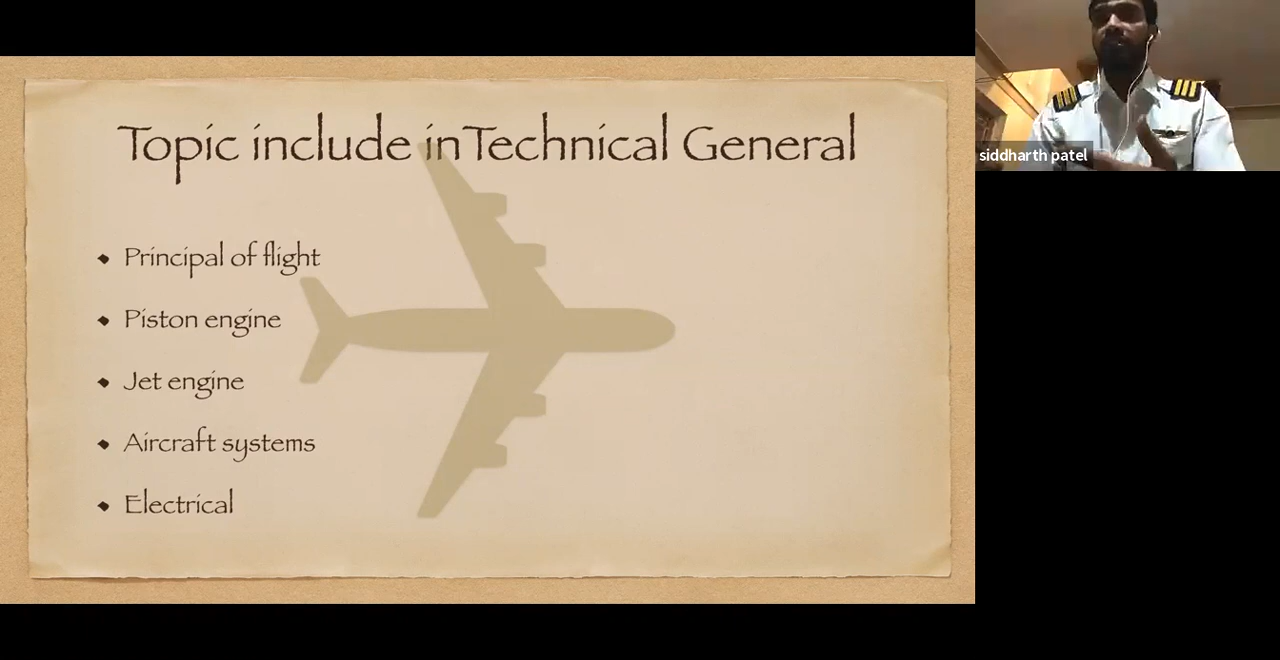 Topic include inTechnical General
Principal of flight
Piston engine
Jet engine
Aircraft systems
Electrical
siddharth patel